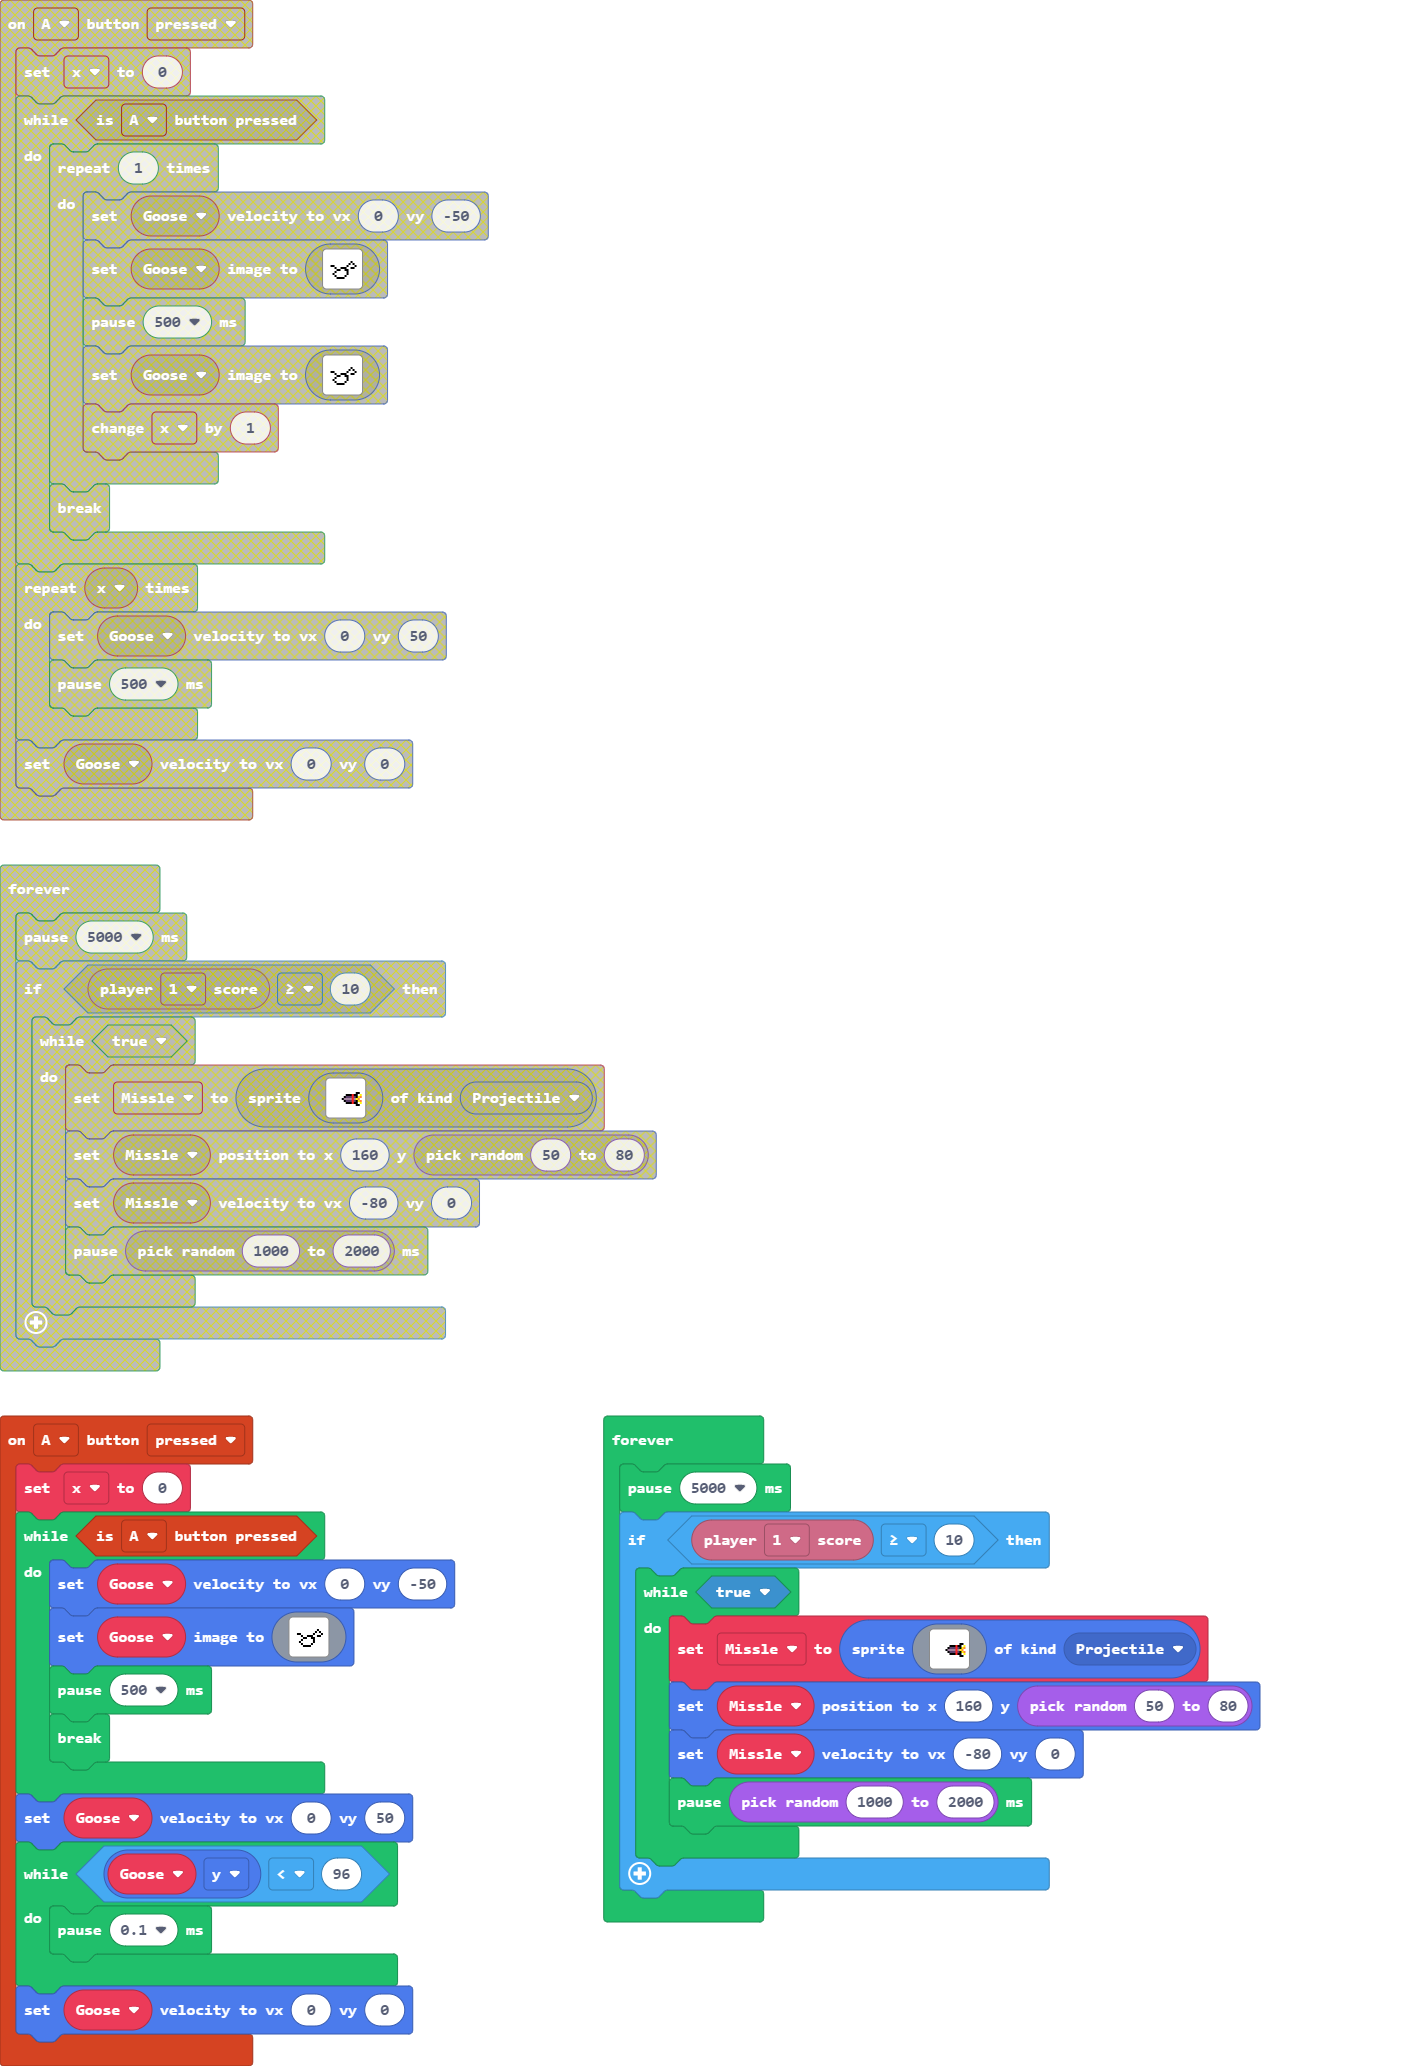 on A button pressed
set x to 0
while is A button pressed
do
repeat 1 times
do
set Goose velocity to vx 0 vy -50
set Goose image to
pause 500 ms
set Goose image to
change x by 1
break
repeat x times
do
set Goose velocity to vx 0 vy 50
pause 500 ms
set Goose velocity to vx 0 vy 0
forever
pause 5000 ms
if player 1 score ≥ 10 then
while true
do
set Missle to sprite of kind Projectile
set Missle position to x 160 y pick random 50 to 80
set Missle velocity to vx -80 vy 0
pause pick random 1000 to 2000 ms
on A button pressed
set x to 0
while is A button pressed
do
set Goose velocity to vx 0 vy -50
set Goose image to
pause 500 ms
break
set Goose velocity to vx 0 vy 50
while Goose y < 96
do
pause 0.1 ms
set Goose velocity to vx 0 vy 0
forever
pause 5000 ms
if player 1 score ≥ 10 then
while true
do
set Missle to sprite of kind Projectile
set Missle position to x 160 y pick random 50 to 80
set Missle velocity to vx -80 vy 0
pause pick random 1000 to 2000 ms